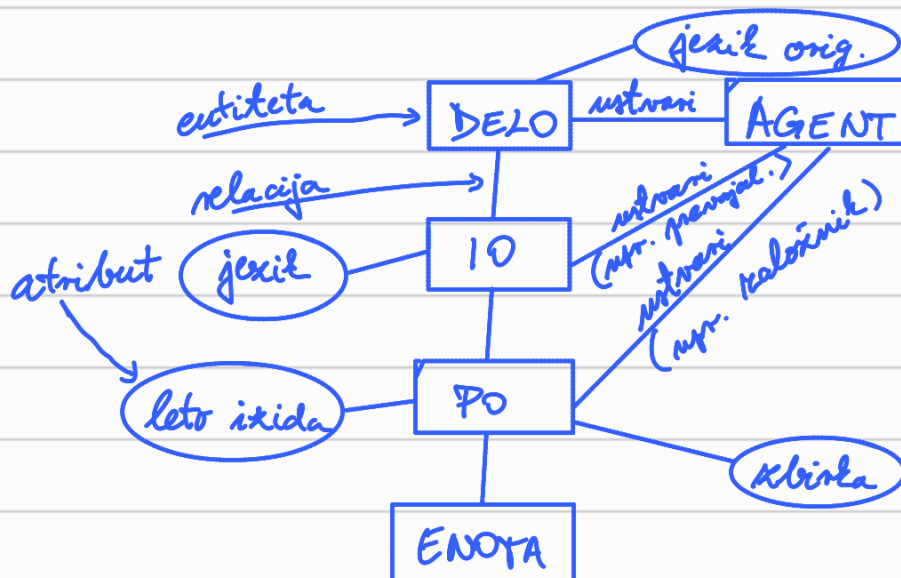 jezik orig.
entiteta
DELO
ustvari
AGENT
relacija
ustvari
(npr. prevajal.)
IO
jezik
atribut
ustvari
(npr. založnik)
PO
leto izida
zbirka
ENOTA